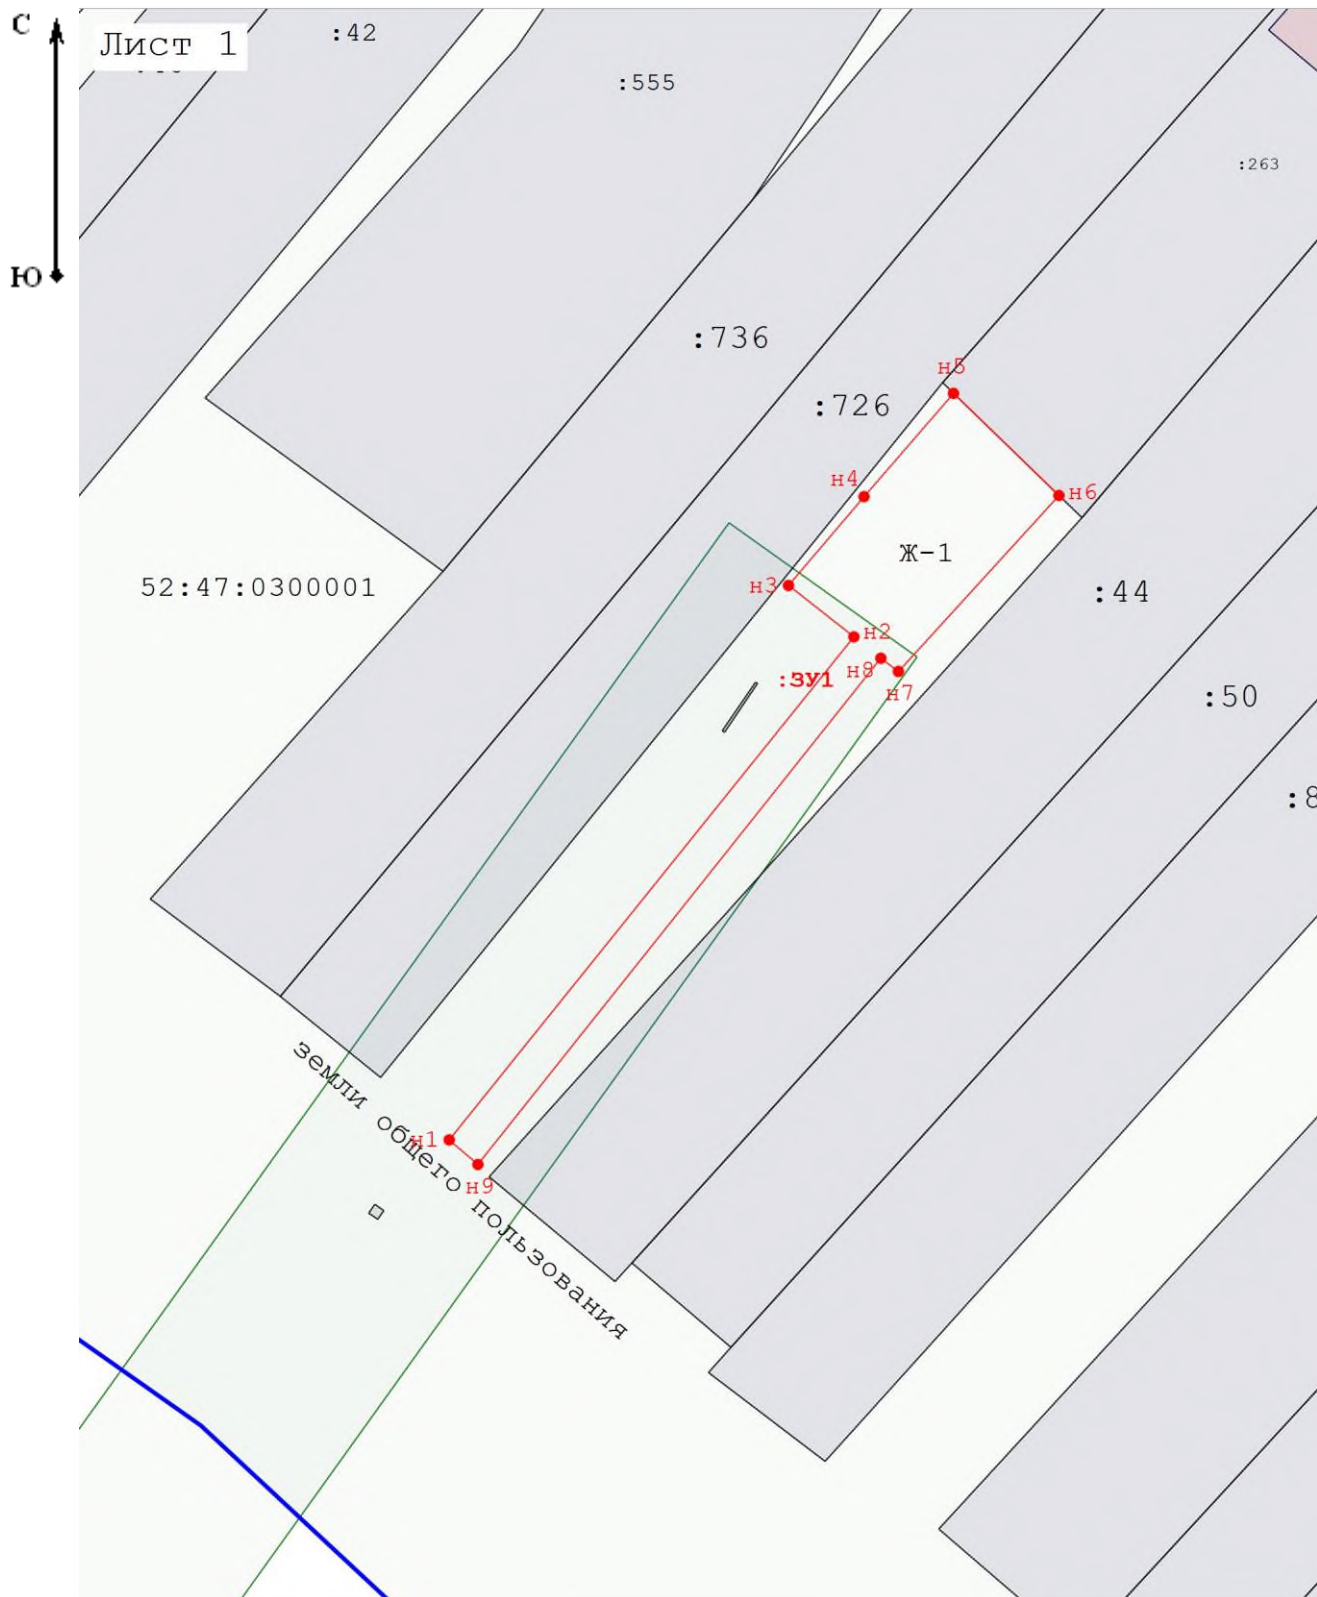 С
Лист 1
:42
:555
:263
Ю
:736
н5
:726
н4
н6
Ж-1
52:47:0300001
н3
:44
н2
н8
:ЗУ1
н7
:50
:8
земли общего пользования
н1
н9